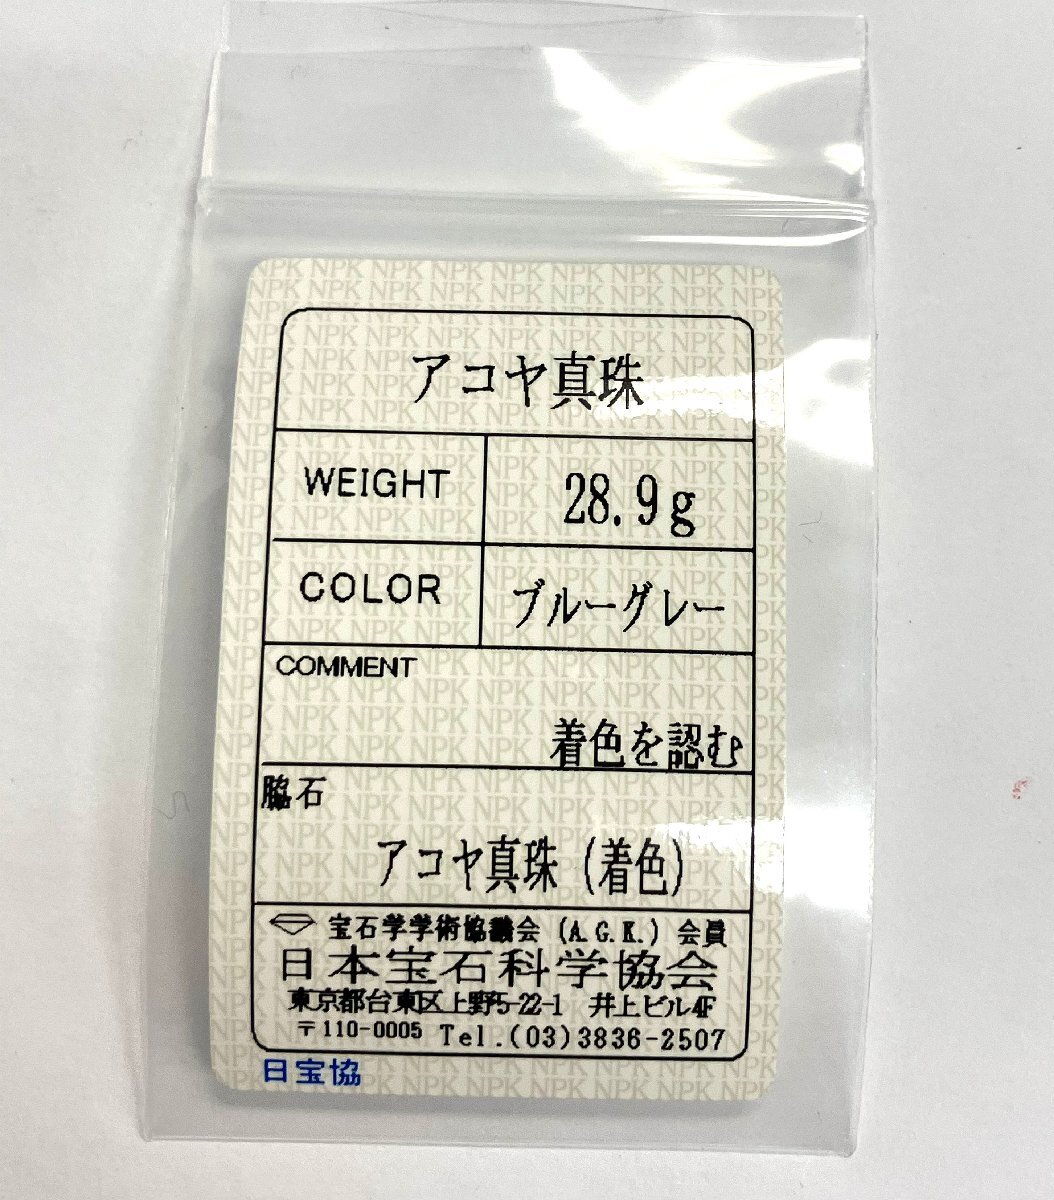 アコヤ真珠
WEIGHT 28.9g
COLOR ブルーグレー
COMMENT
着色を認む
脇石
アコヤ真珠 (着色)
宝石学学術協議会 (A.G.K.) 会員
日本宝石科学協会
東京都台東区上野5-22-1 井上ビル4F
〒110-0005 Tel.(03)3836-2507
日宝協